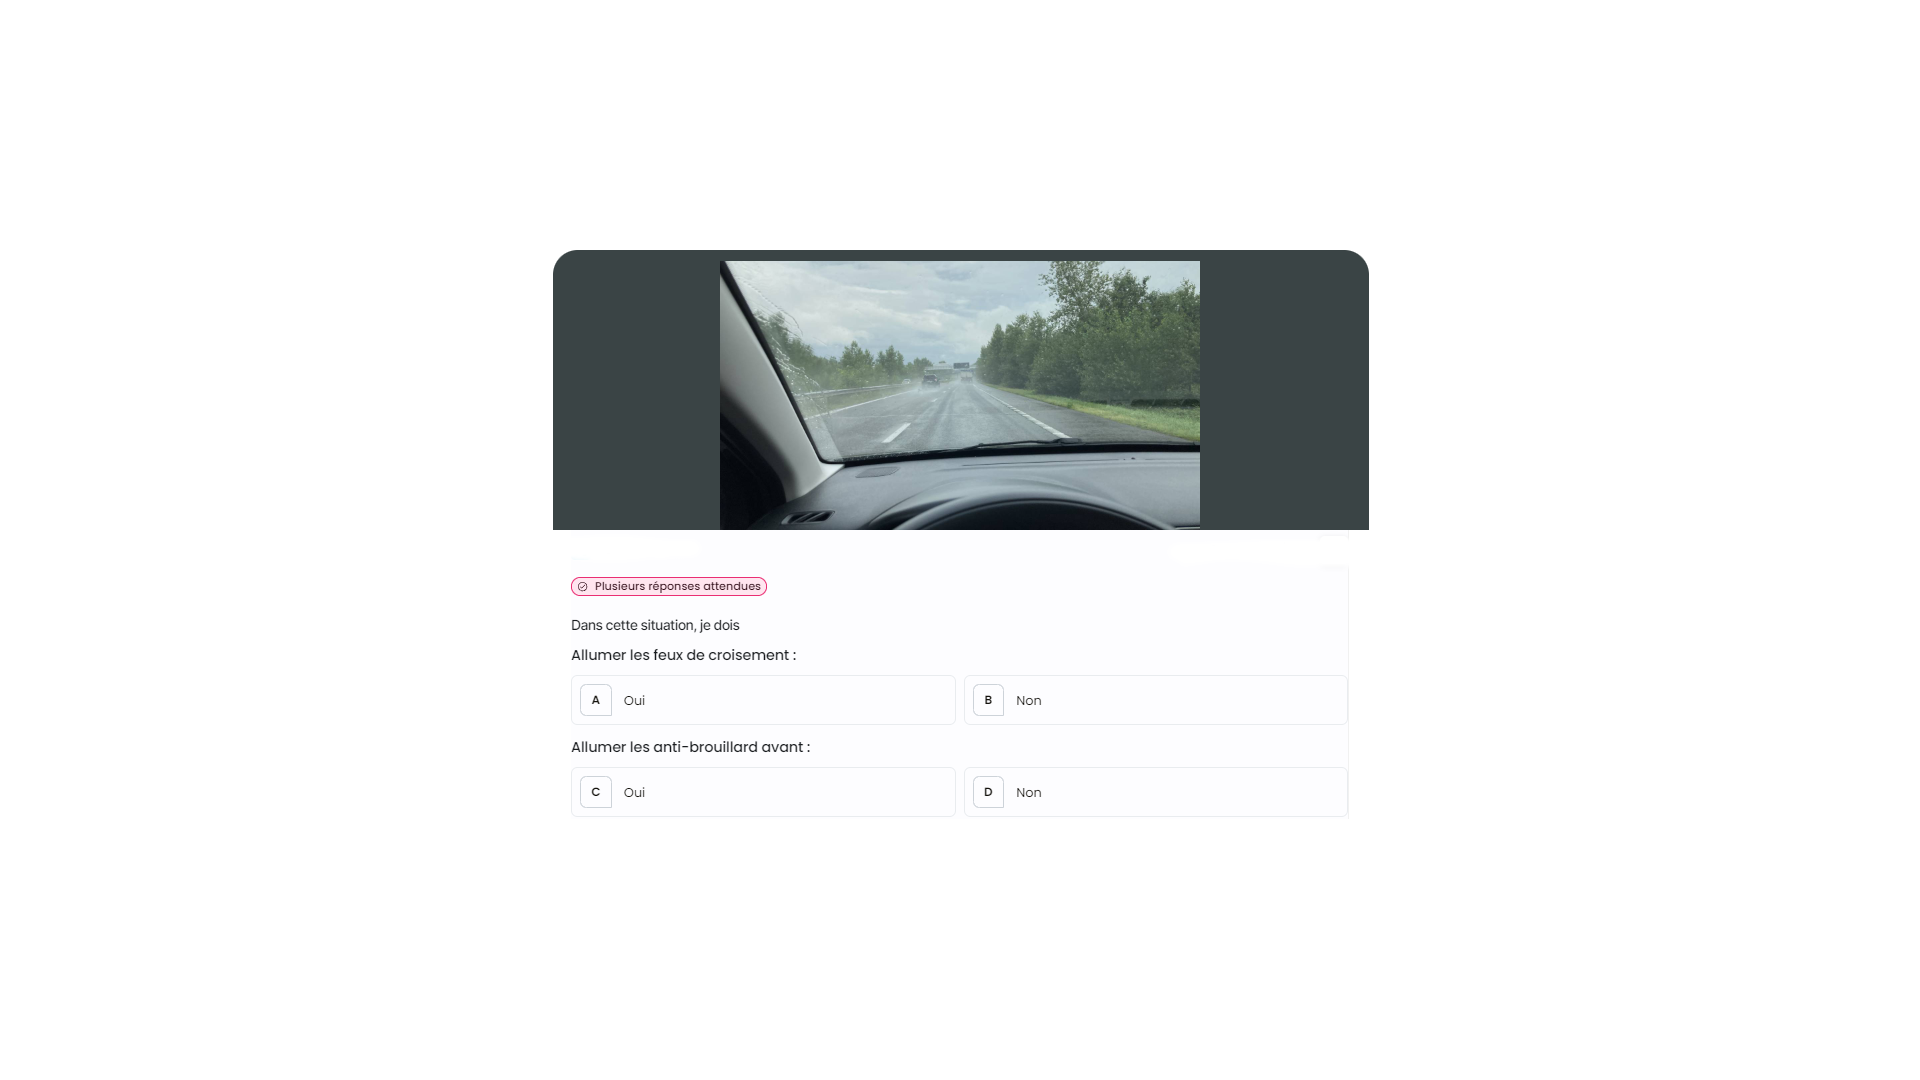 Plusieurs réponses attendues
Dans cette situation, je dois
Allumer les feux de croisement :
A Oui
B Non
Allumer les anti-brouillard avant :
C Oui
D Non